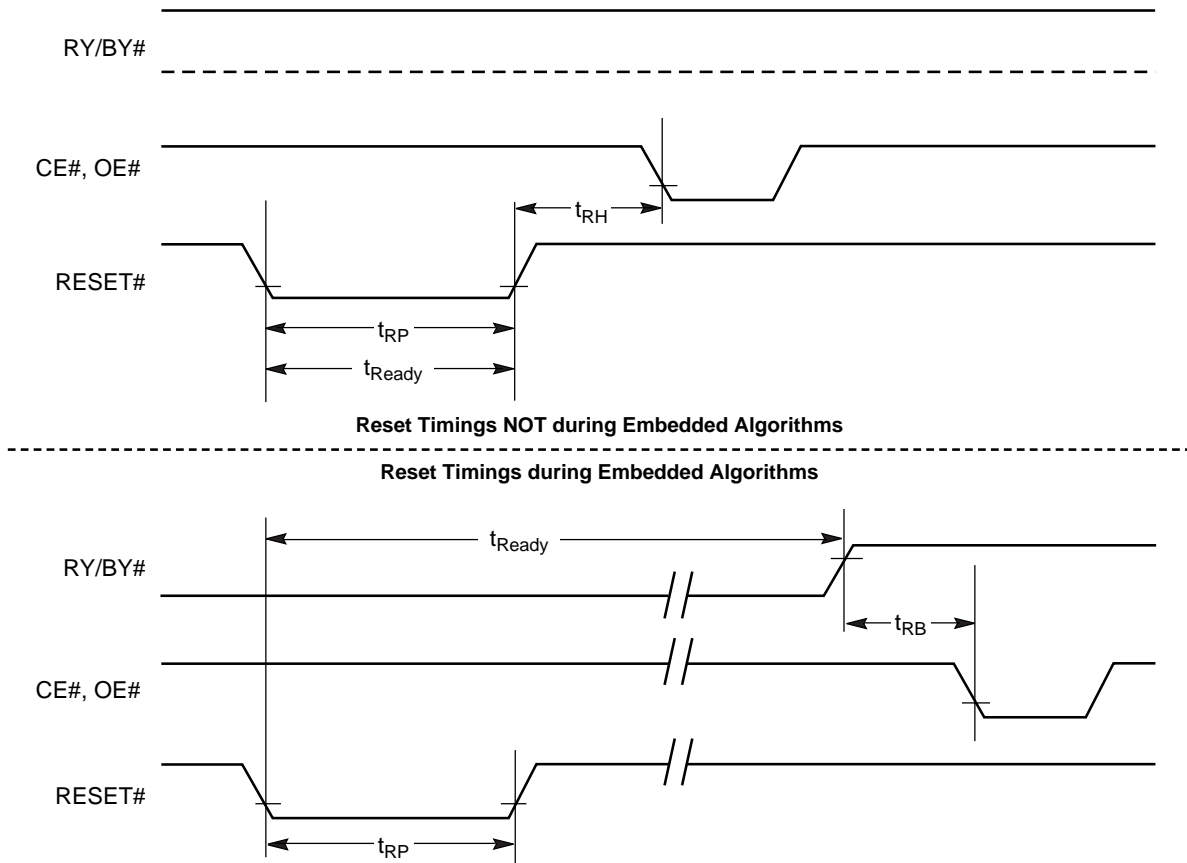 RY/BY#
CE#, OE#
tRH
RESET#
tRP
tReady
Reset Timings NOT during Embedded Algorithms
Reset Timings during Embedded Algorithms
tReady
RY/BY#
tRB
CE#, OE#
RESET#
tRP